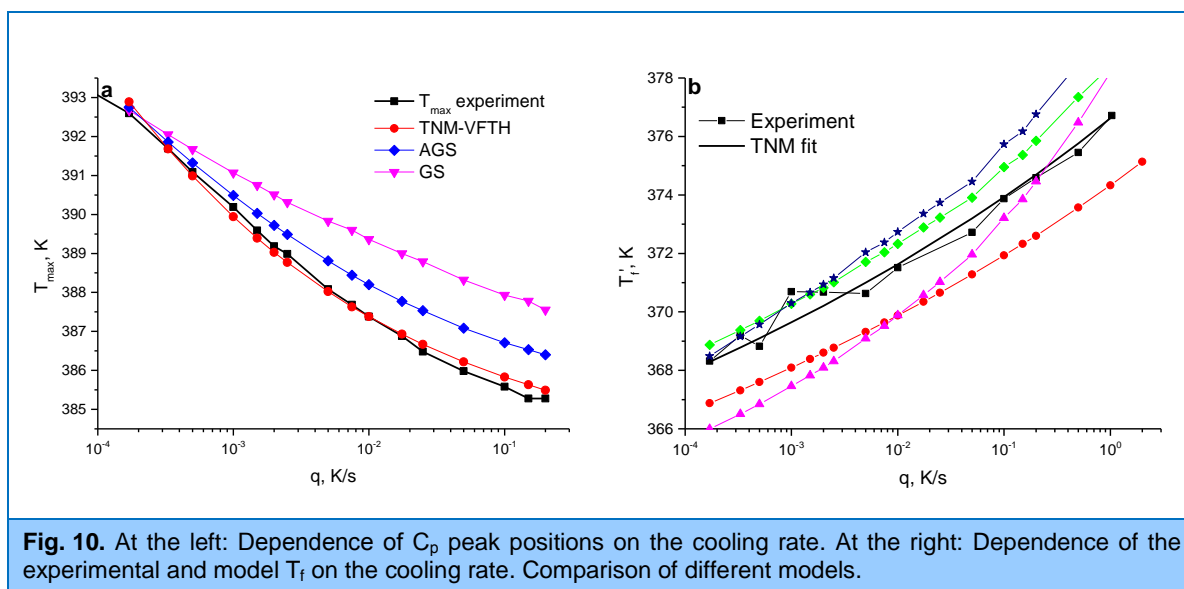 a
T_max experiment
TNM-VFTH
AGS
GS
393
392
391
390
389
388
387
386
385
T_max, K
10⁻⁴
10⁻³
10⁻²
10⁻¹
q, K/s
b
Experiment
TNM fit
378
376
374
372
370
368
366
T_f', K
10⁻⁴
10⁻³
10⁻²
10⁻¹
10⁰
q, K/s
Fig. 10. At the left: Dependence of C_p peak positions on the cooling rate. At the right: Dependence of the
experimental and model T_f on the cooling rate. Comparison of different models.